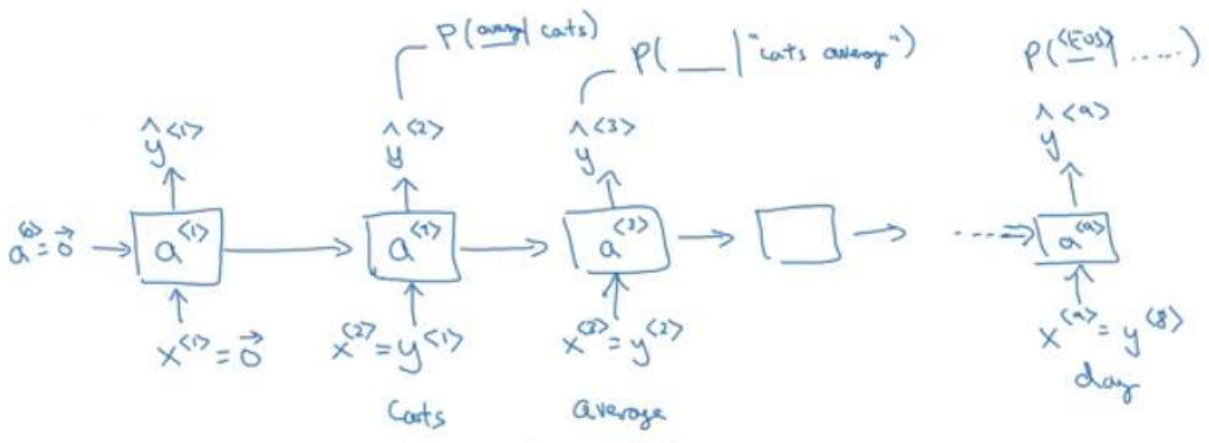 P(average | cats)
P( ___ | "cats average")
P(<EOS> | .....)
ŷ<1>
ŷ<2>
ŷ<3>
ŷ<9>
a<0> = 0⃗
a<1>
a<2>
a<3>
a<9>
x<1> = 0⃗
x<2> = y<1>
x<3> = y<2>
x<9> = y<8>
Cats
average
day